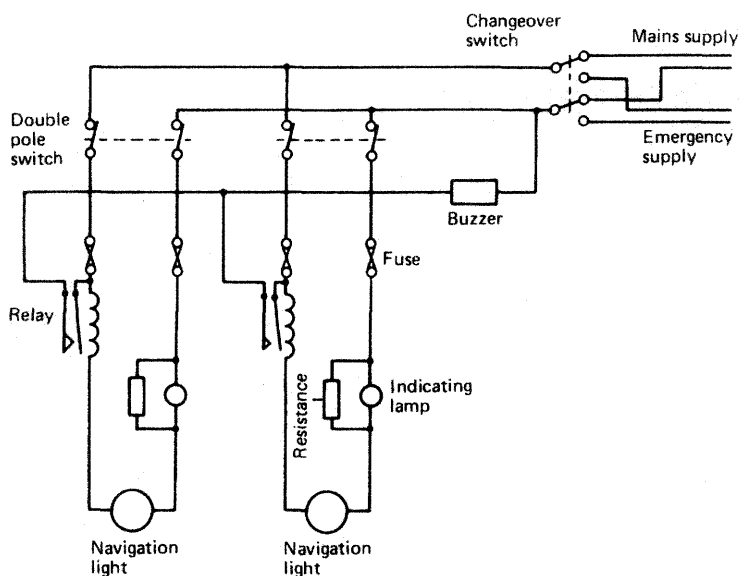 Changeover
switch
Mains supply
Double
pole
switch
Emergency
supply
Buzzer
Fuse
Relay
Resistance
Indicating
lamp
Navigation
light
Navigation
light